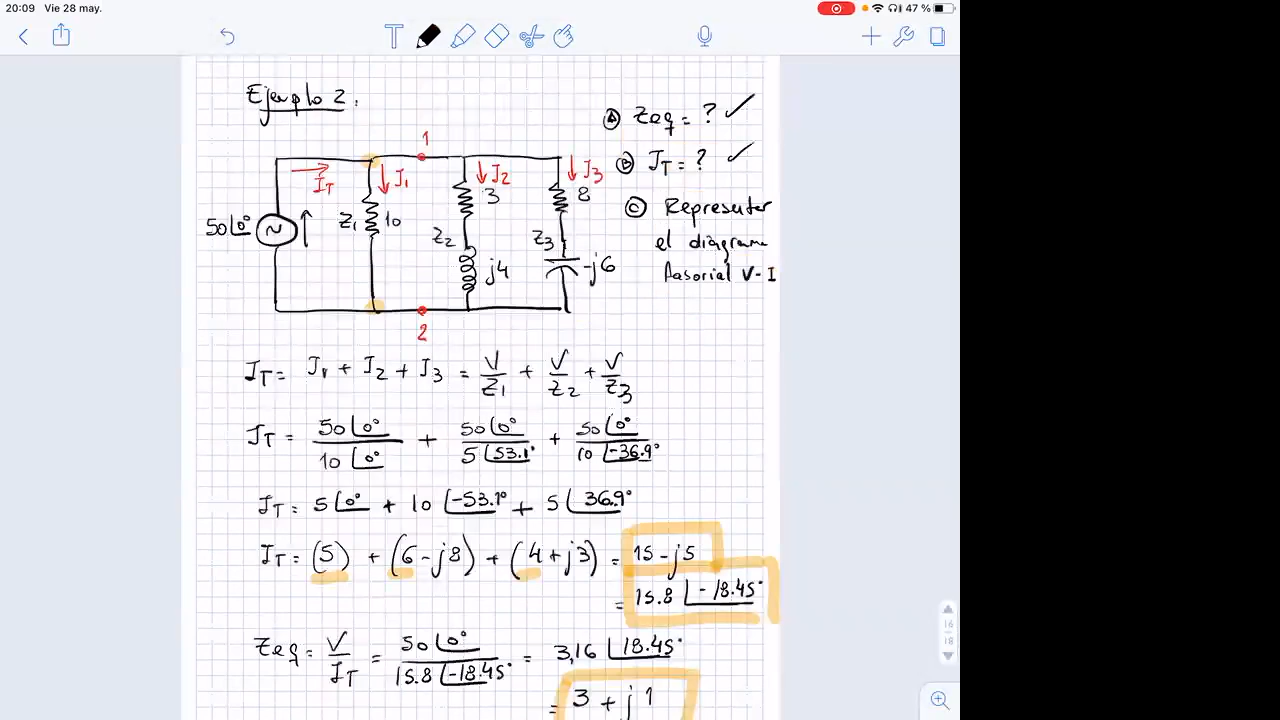 20:09 Vie 28 may.
47 %
T
Ejemplo 2.
A Zeq = ? ✓
B IT = ? ✓
C Representar
el diagrama
fasorial V-I
1
IT
I1
I2
I3
50∠0°
~
Z1
10
3
8
Z2
j4
Z3
-j6
2
IT = I1 + I2 + I3 = V/Z1 + V/Z2 + V/Z3
IT = 50∠0°/10∠0° + 50∠0°/5∠53.1° + 50∠0°/10∠-36.9°
IT = 5∠0° + 10∠-53.1° + 5∠36.9°
IT = (5) + (6-j8) + (4+j3) = 15-j5
= 15.8∠-18.45°
Zeq = V/IT = 50∠0°/15.8∠-18.45° = 3,16∠18.45°
= 3 + j1
16
18